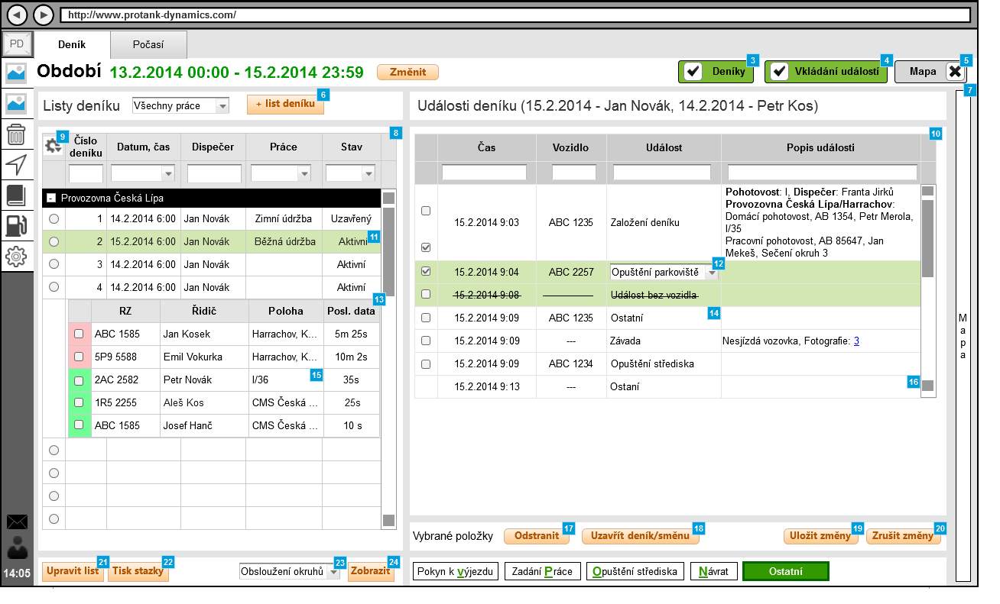 http://www.protank-dynamics.com/
PD
Deník
Počasí
Období 13.2.2014 00:00 - 15.2.2014 23:59 Změnit
Deníky 3
Vkládání událostí 4
Mapa 5
Listy deníku Všechny práce + list deníku 6
Události deníku (15.2.2014 - Jan Novák, 14.2.2014 - Petr Kos)
7
8
9
Číslo deníku Datum, čas Dispečer Práce Stav
- Provozovna Česká Lípa
1 14.2.2014 6:00 Jan Novák Zimní údržba Uzavřený
2 15.2.2014 6:00 Jan Novák Běžná údržba Aktivní 11
3 14.2.2014 6:00 Jan Novák Aktivní
4 14.2.2014 6:00 Jan Novák Aktivní
13
RZ Řidič Poloha Posl. data
ABC 1585 Jan Kosek Harrachov, K... 5m 25s
5P9 5588 Emil Vokurka Harrachov, K... 10m 2s
2AC 2582 Petr Novák I/36 15 35s
1R5 2255 Aleš Kos CMS Česká ... 25s
ABC 1585 Josef Hanč CMS Česká ... 10 s
10
Čas Vozidlo Událost Popis události
15.2.2014 9:03 ABC 1235 Založení deníku
Pohotovost: I, Dispečer: Franta Jirků
Provozovna Česká Lípa/Harrachov:
Domácí pohotovost, AB 1354, Petr Merola,
I/35
Pracovní pohotovost, AB 85647, Jan
Mekeš, Sečení okruh 3
15.2.2014 9:04 ABC 2257 Opuštění parkoviště 12
15.2.2014 9:08 Událost bez vozidla
15.2.2014 9:09 ABC 1235 Ostatní 14
15.2.2014 9:09 --- Závada Nesjízdá vozovka, Fotografie: 3
15.2.2014 9:09 ABC 1234 Opuštění střediska
15.2.2014 9:13 --- Ostaní 16
M
a
p
a
Vybrané položky Odstranit 17 Uzavřít deník/směnu 18 Uložit změny 19 Zrušit změny 20
14:05
Upravit list 21 Tisk stazky 22 Obsloužení okruhů 23 Zobrazit 24
Pokyn k výjezdu Zadání Práce Opuštění střediska Návrat Ostatní